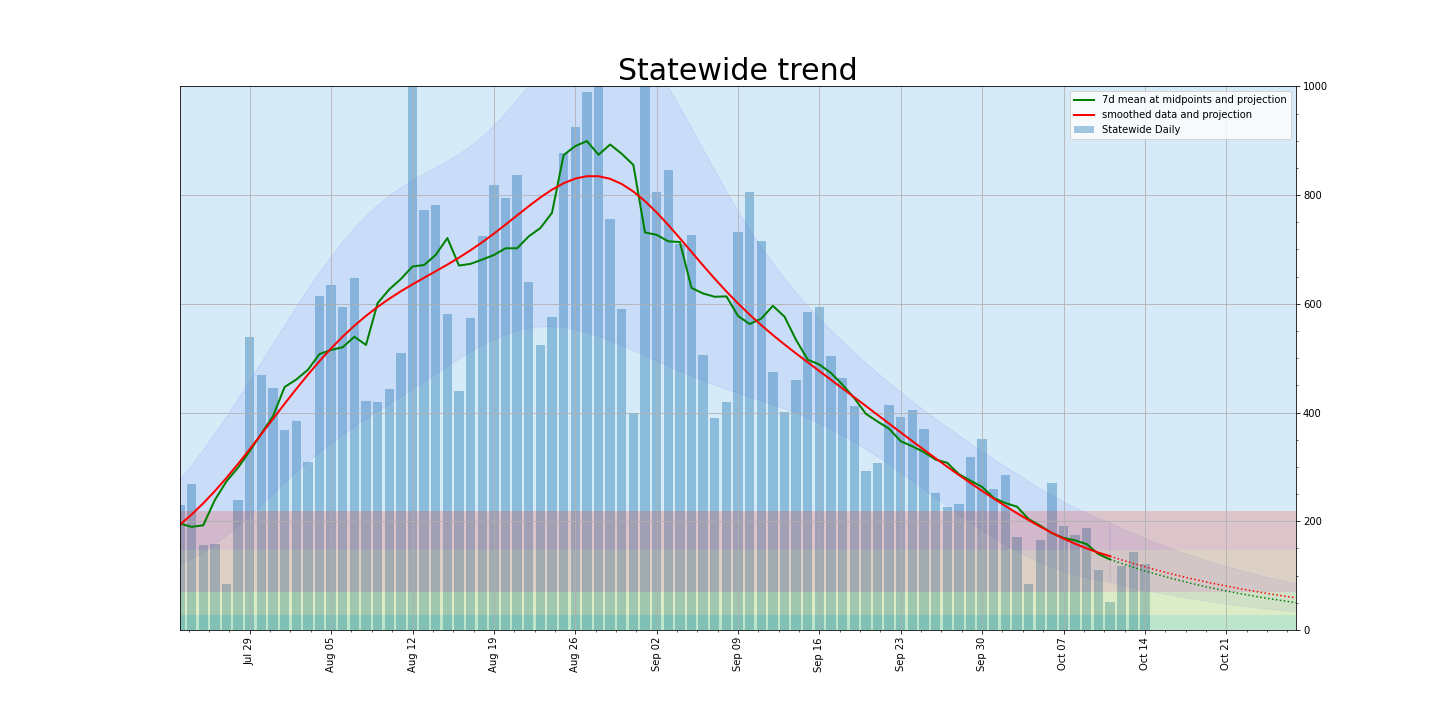 Statewide trend
7d mean at midpoints and projection
smoothed data and projection
Statewide Daily
1000
800
600
400
200
0
Jul 29
Aug 05
Aug 12
Aug 19
Aug 26
Sep 02
Sep 09
Sep 16
Sep 23
Sep 30
Oct 07
Oct 14
Oct 21